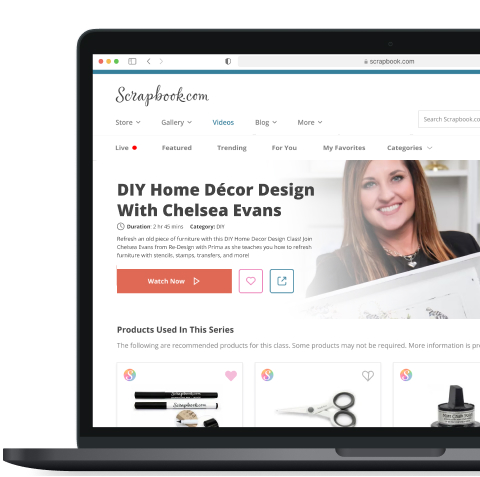 scrapbook.com
Scrapbook.com
Store Gallery Videos Blog More
Search Scrapbook.co
Live Featured Trending For You My Favorites Categories
DIY Home Décor Design
With Chelsea Evans
Duration: 2 hr 45 mins Category: DIY
Refresh an old piece of furniture with this DIY Home Decor Design Class! Join
Chelsea Evans from Re-Design with Prima as she teaches you how to refresh
furniture with stencils, stamps, transfers, and more!
Watch Now
Products Used In This Series
The following are recommended products for this class. Some products may not be required. More information is pr
Scrapbook.com
Scrapbook.com